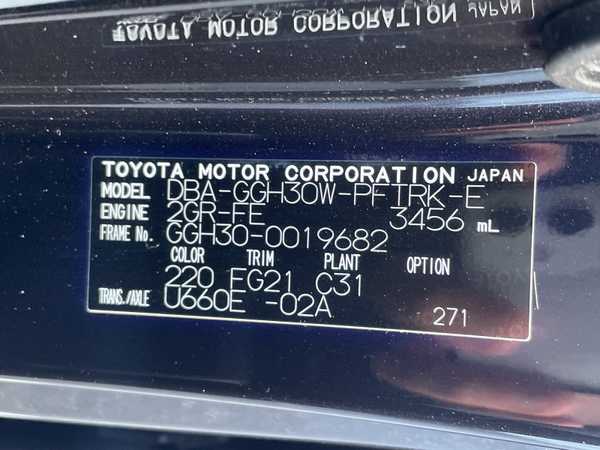 TOYOTA MOTOR CORPORATION JAPAN
TOYOTA MOTOR CORPORATION JAPAN
MODEL DBA-GGH30W-PFTRK-E
ENGINE 2GR-FE 3456 mL
FRAME No. GGH30-0019682
COLOR TRIM PLANT OPTION
220 FG21 C31
TRANS./AXLE U660E -02A 271